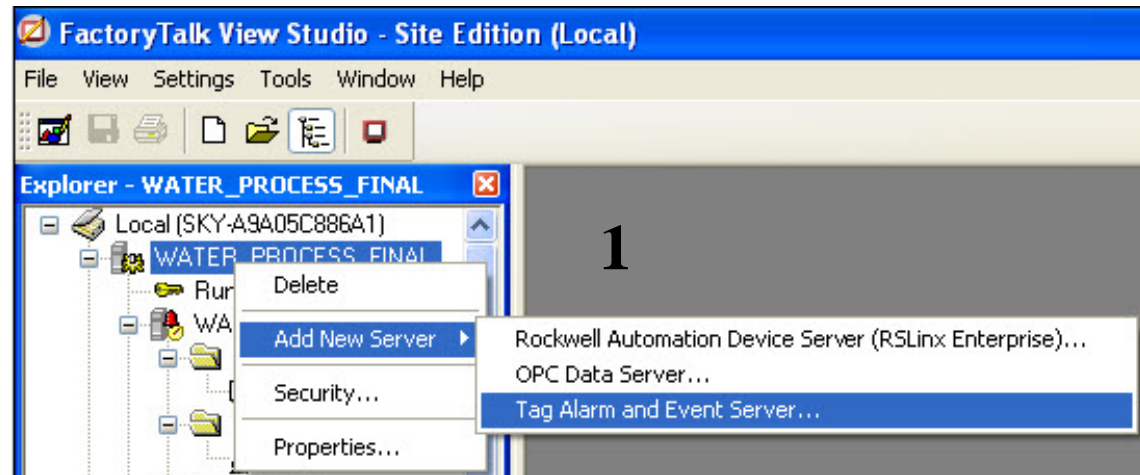 FactoryTalk View Studio - Site Edition (Local)
File View Settings Tools Window Help
Explorer - WATER_PROCESS_FINAL
Local (SKY-A9A05C886A1)
WATER_PROCESS_FINAL
Run
Delete
WA
Add New Server
Security...
Properties...
1
Rockwell Automation Device Server (RSLinx Enterprise)...
OPC Data Server...
Tag Alarm and Event Server...